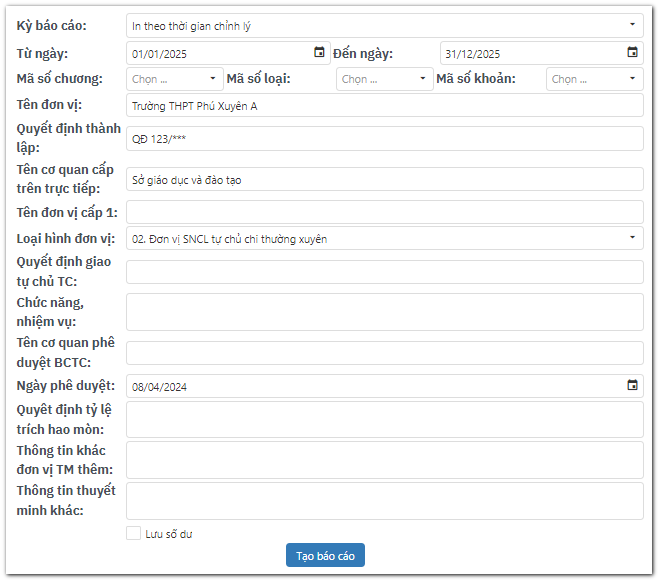 Kỳ báo cáo: In theo thời gian chỉnh lý
Từ ngày: 01/01/2025 Đến ngày: 31/12/2025
Mã số chương: Chọn ... Mã số loại: Chọn ... Mã số khoản: Chọn ...
Tên đơn vị: Trường THPT Phú Xuyên A
Quyết định thành
lập: QĐ 123/***
Tên cơ quan cấp
trên trực tiếp: Sở giáo dục và đào tạo
Tên đơn vị cấp 1:
Loại hình đơn vị: 02. Đơn vị SNCL tự chủ chi thường xuyên
Quyết định giao
tự chủ TC:
Chức năng,
nhiệm vụ:
Tên cơ quan phê
duyệt BCTC:
Ngày phê duyệt: 08/04/2024
Quyêt định tỷ lệ
trích hao mòn:
Thông tin khác
đơn vị TM thêm:
Thông tin thuyết
minh khác:
Lưu số dư
Tạo báo cáo